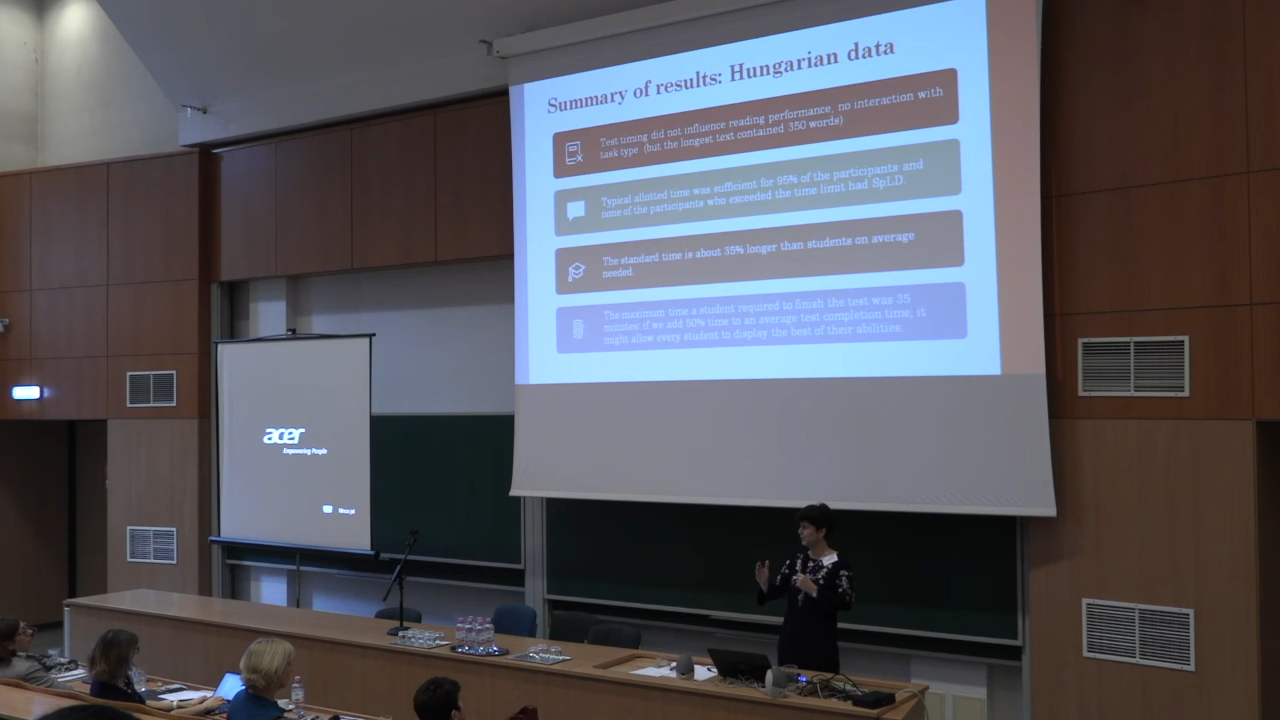 Summary of results: Hungarian data
Test timing did not influence reading performance, no interaction with
task type (but the longest text contained 350 words)
Typical allotted time was sufficient for 95% of the participants and
none of the participants who exceeded the time limit had SpLD.
The standard time is about 35% longer than students on average
needed.
The maximum time a student required to finish the test was 35
minutes: if we add 50% time to an average test completion time, it
might allow every student to display the best of their abilities.
acer
Empowering People